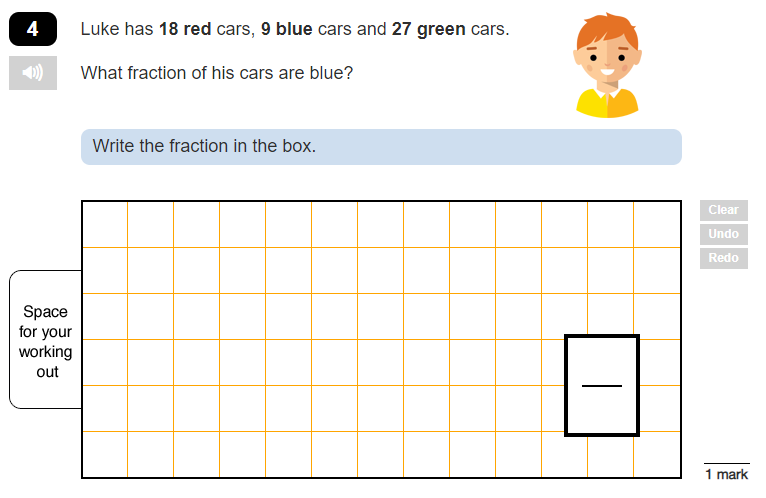 4
Luke has 18 red cars, 9 blue cars and 27 green cars.
What fraction of his cars are blue?
Write the fraction in the box.
Clear
Undo
Redo
Space
for your
working
out
1 mark